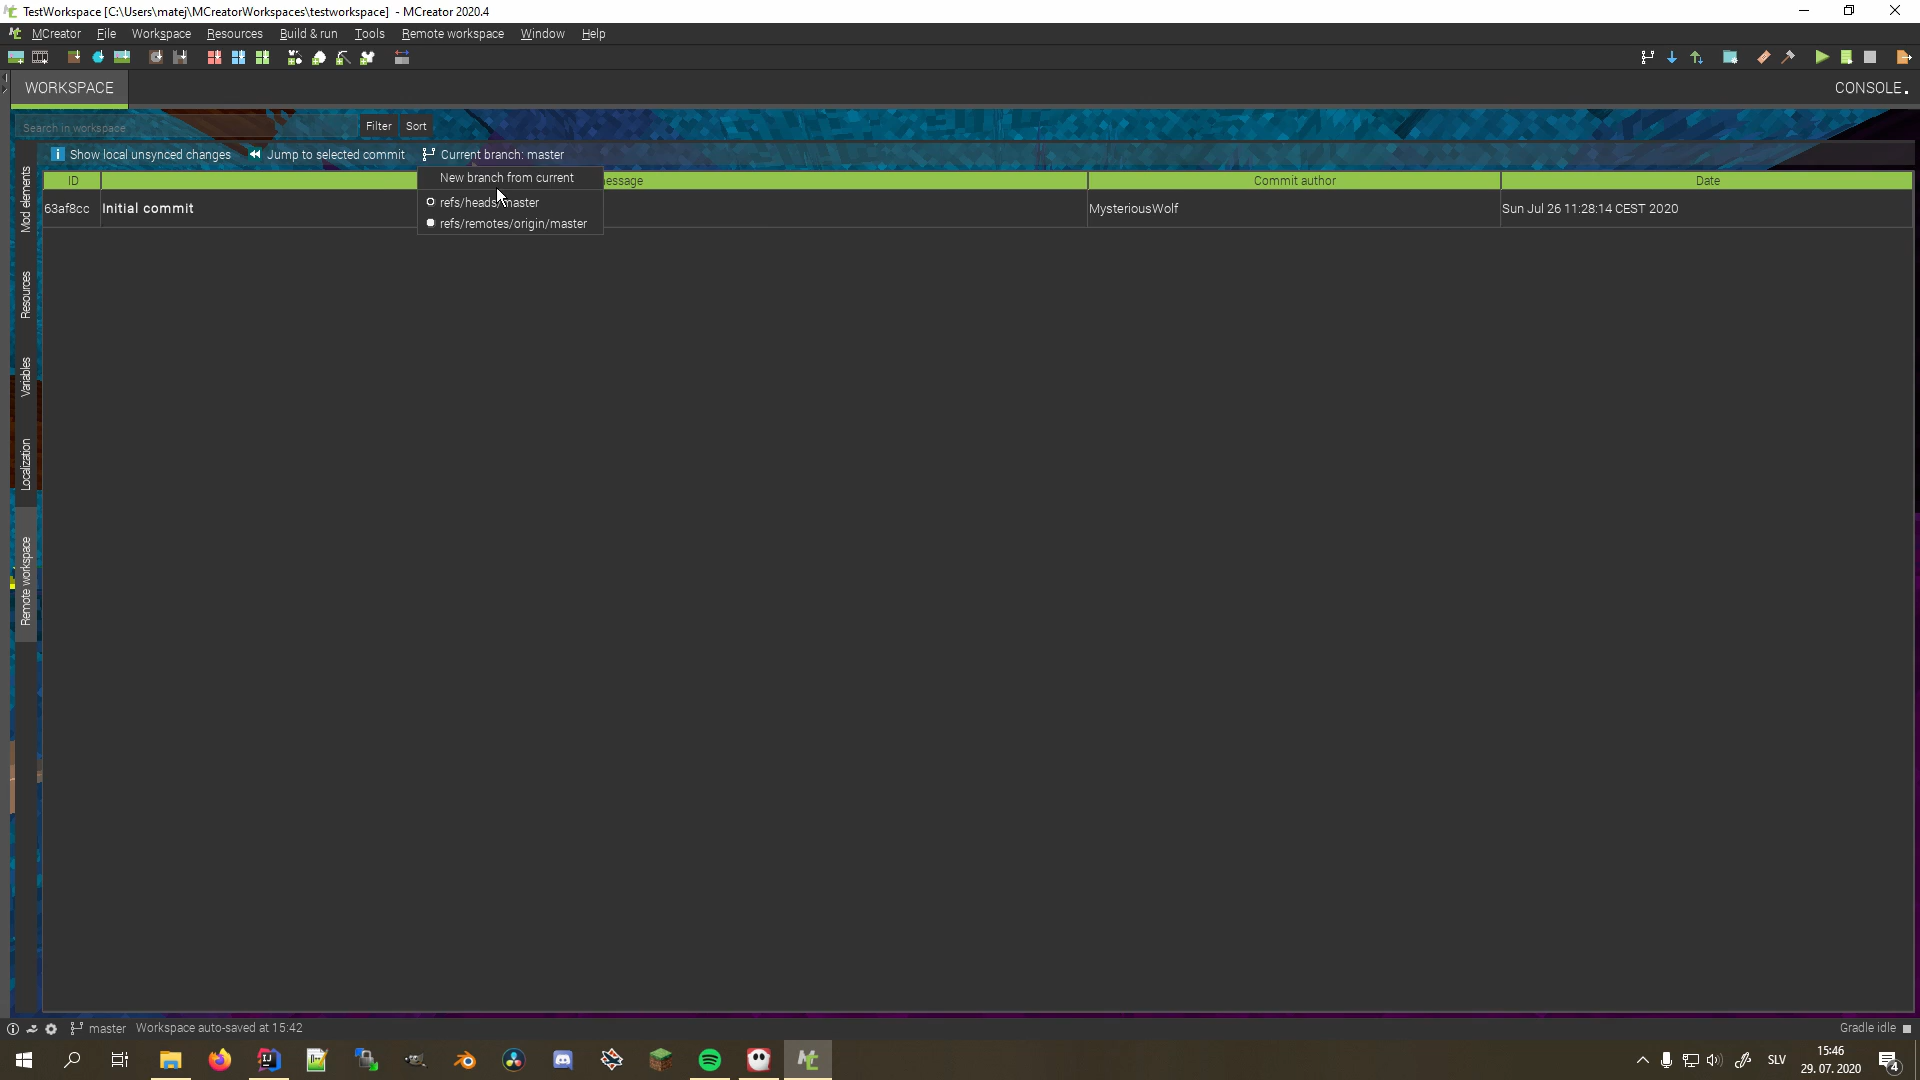 TestWorkspace [C:\Users\matej\MCreatorWorkspaces\testworkspace] - MCreator 2020.4
MCreator File Workspace Resources Build & run Tools Remote workspace Window Help
WORKSPACE
CONSOLE
Search in workspace
Filter Sort
Show local unsynced changes Jump to selected commit Current branch: master
ID essage Commit author Date
New branch from current
63af8cc Initial commit MysteriousWolf Sun Jul 26 11:28:14 CEST 2020
refs/heads/master
refs/remotes/origin/master
Mod elements
Resources
Variables
Localization
Remote workspace
master Workspace auto-saved at 15:42
Gradle idle
SLV
15:46
29. 07. 2020
4